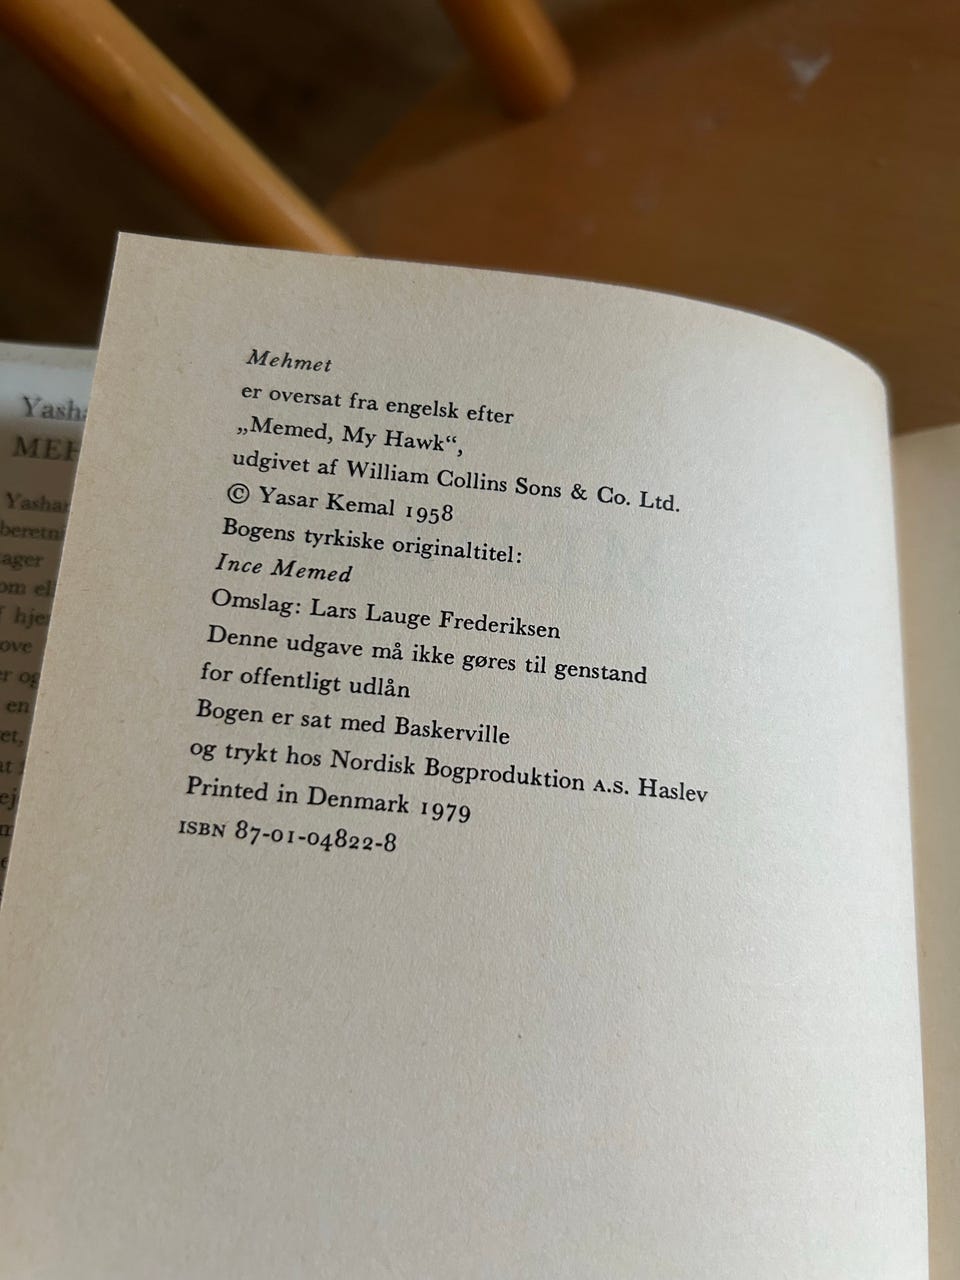 Mehmet
er oversat fra engelsk efter
„Memed, My Hawk“,
udgivet af William Collins Sons & Co. Ltd.
© Yasar Kemal 1958
Bogens tyrkiske originaltitel:
Ince Memed
Omslag: Lars Lauge Frederiksen
Denne udgave må ikke gøres til genstand
for offentligt udlån
Bogen er sat med Baskerville
og trykt hos Nordisk Bogproduktion A.S. Haslev
Printed in Denmark 1979
ISBN 87-01-04822-8